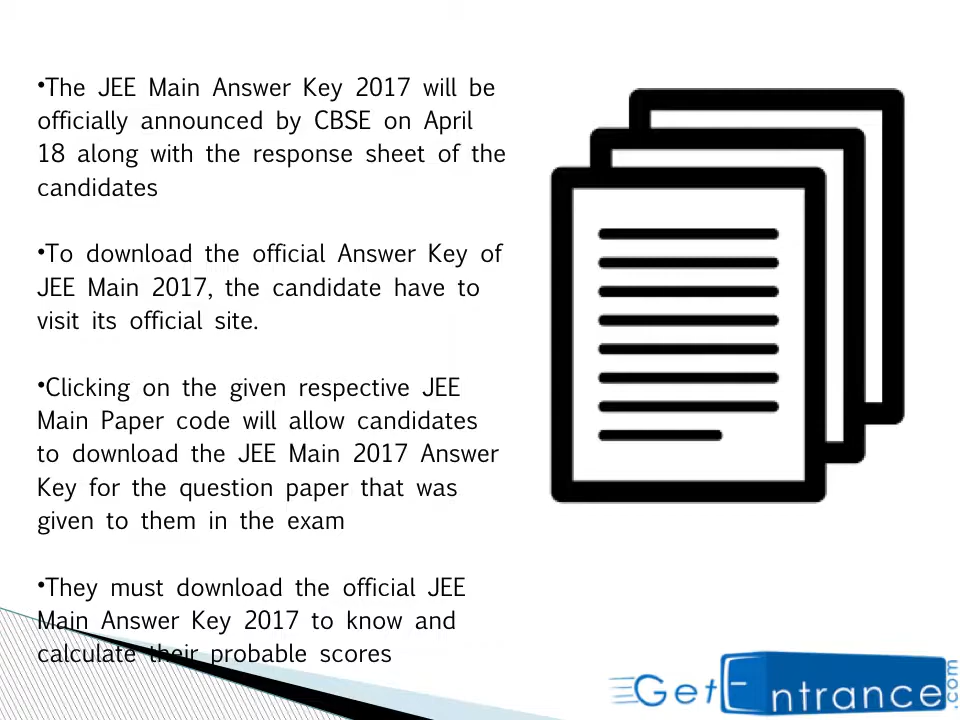 •The JEE Main Answer Key 2017 will be
officially announced by CBSE on April
18 along with the response sheet of the
candidates
•To download the official Answer Key of
JEE Main 2017, the candidate have to
visit its official site.
•Clicking on the given respective JEE
Main Paper code will allow candidates
to download the JEE Main 2017 Answer
Key for the question paper that was
given to them in the exam
•They must download the official JEE
Main Answer Key 2017 to know and
calculate their probable scores
GetEntrance.com